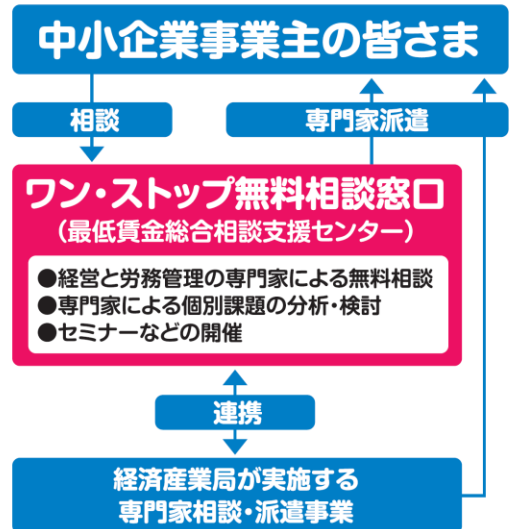 中小企業事業主の皆さま
相談
専門家派遣
ワン・ストップ無料相談窓口
(最低賃金総合相談支援センター)
●経営と労務管理の専門家による無料相談
●専門家による個別課題の分析・検討
●セミナーなどの開催
連携
経済産業局が実施する
専門家相談・派遣事業